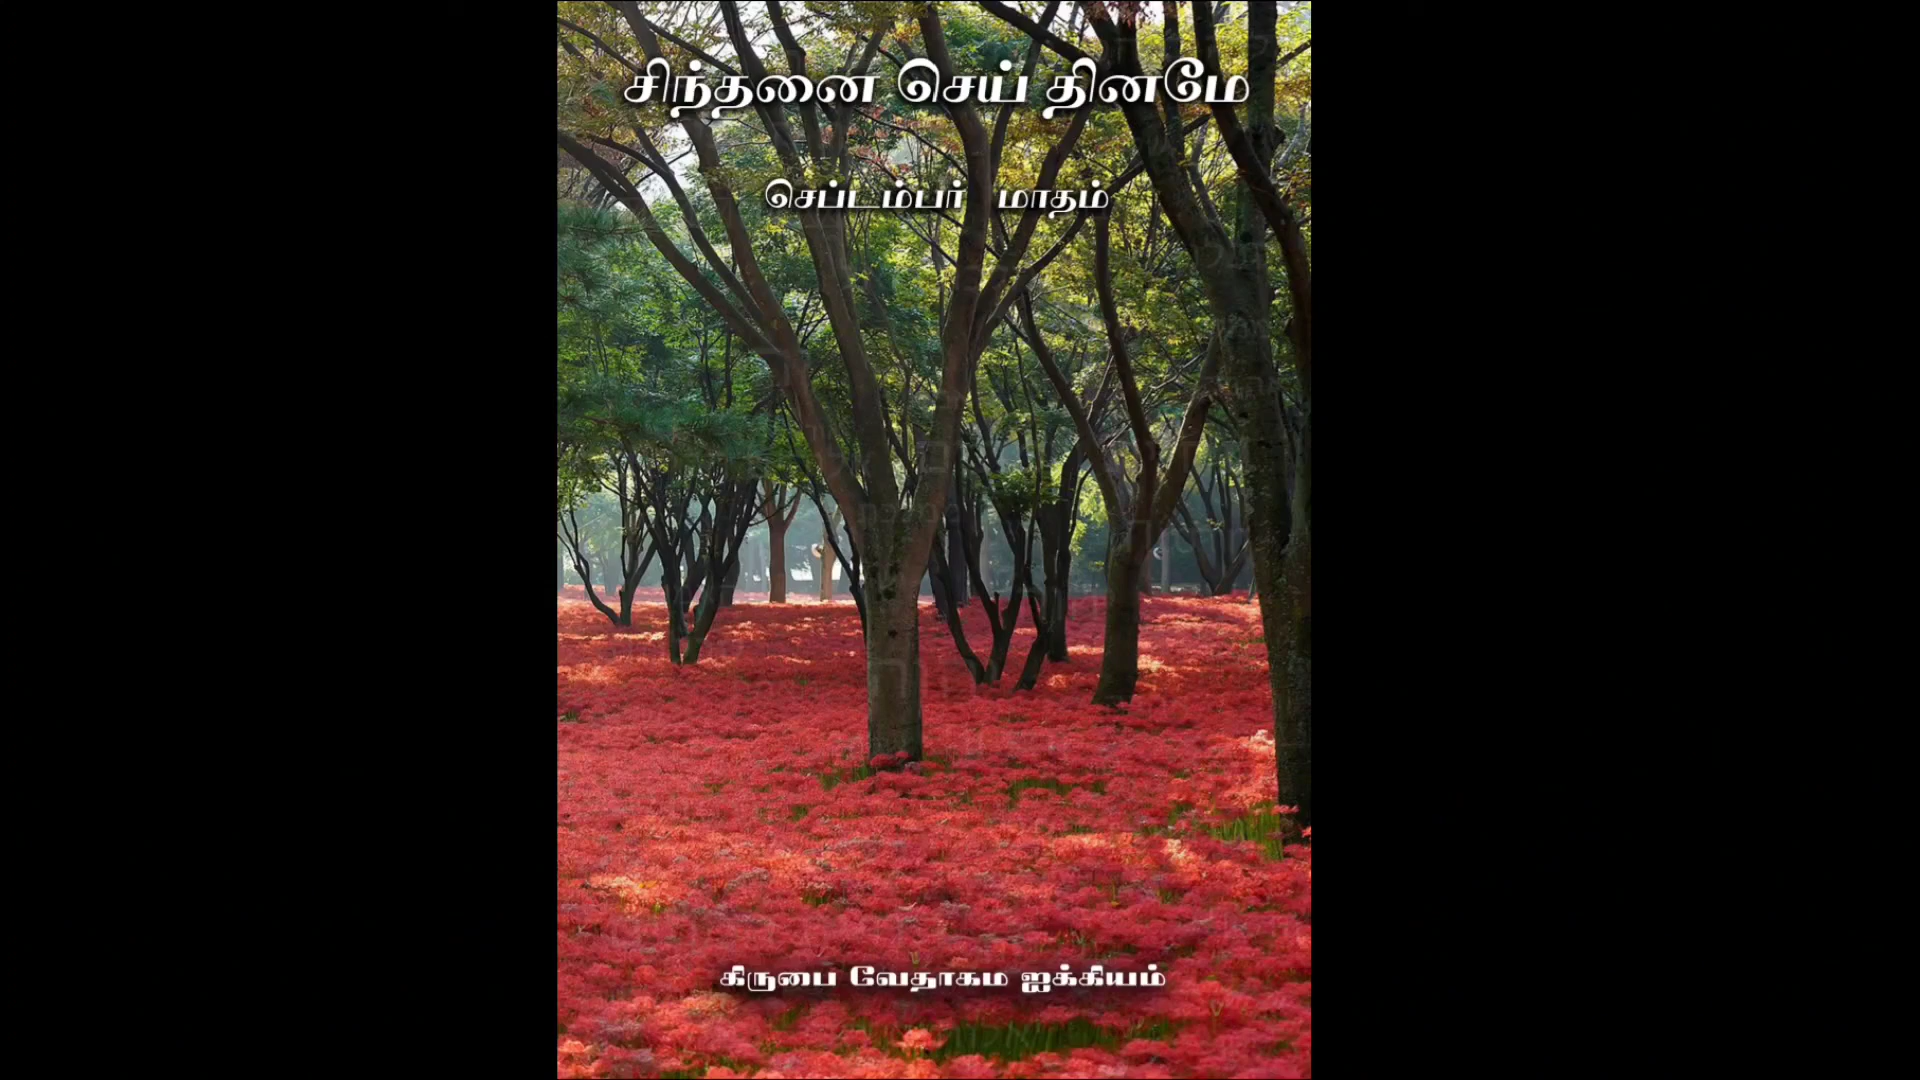 சிந்தனை செய் தினமே
செப்டம்பர் மாதம்
கிருபை வேதாகம ஐக்கியம்